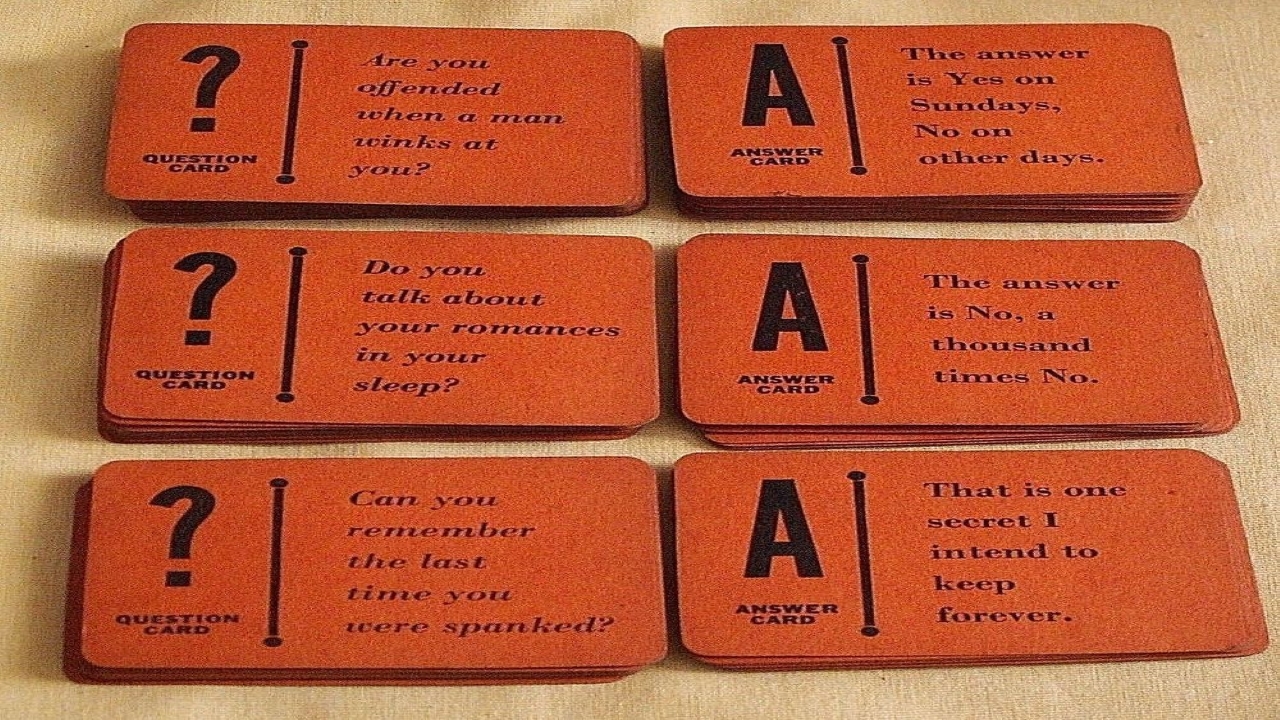 ?
QUESTION
CARD
Are you
offended
when a man
winks at
you?
A
ANSWER
CARD
The answer
is Yes on
Sundays,
No on
other days.
?
QUESTION
CARD
Do you
talk about
your romances
in your
sleep?
A
ANSWER
CARD
The answer
is No, a
thousand
times No.
?
QUESTION
CARD
Can you
remember
the last
time you
were spanked?
A
ANSWER
CARD
That is one
secret I
intend to
keep
forever.